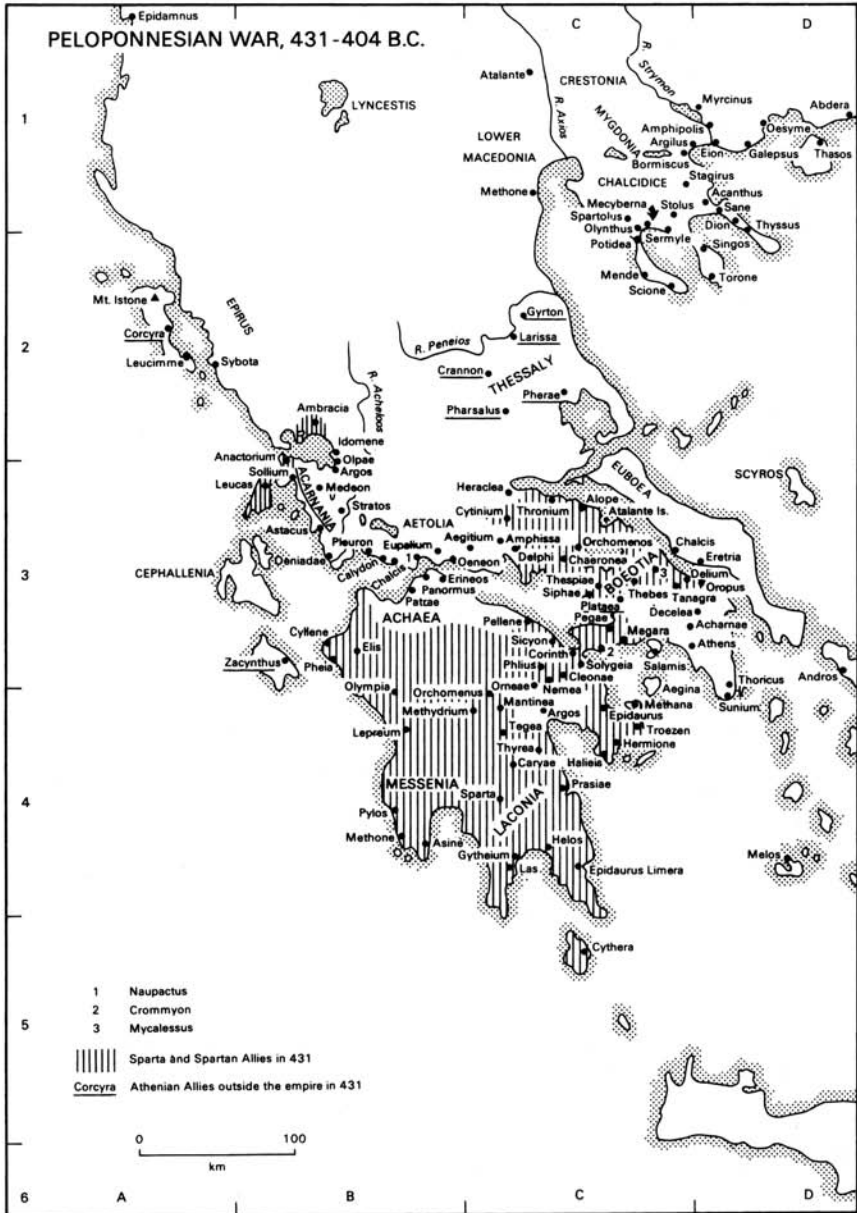 PELOPONNESIAN WAR, 431-404 B.C.
C
D
1
2
3
4
5
6
A
B
C
D
Epidamnus
LYNCESTIS
Atalante
CRESTONIA
R. Strymon
R. Axios
LOWER
MACEDONIA
MYGDONIA
Myrcinus
Amphipolis
Argilus
Bormiscus
Eion
Galepsus
Oesyme
Abdera
Thasos
Stagirus
CHALCIDICE
Acanthus
Methone
Mecyberna
Stolus
Sane
Spartolus
Olynthus
Dion
Thyssus
Potidea
Sermyle
Singos
Mende
Scione
Torone
Mt. Istone
EPIRUS
Corcyra
Leucimme
Sybota
Gyrton
R. Peneios
Larissa
Crannon
THESSALY
R. Acheloos
Pherae
Pharsalus
Ambracia
Idomene
Anactorium
Olpae
Sollium
Argos
Leucas
ACARNANIA
Medeon
Stratos
Astacus
AETOLIA
Heraclea
EUBOEA
SCYROS
Alope
Thronium
Atalante Is.
Cytinium
Pleuron
Eupalium
Aegitium
Amphissa
Orchomenos
Chalcis
Oeniadae
Calydon
Chalcis
1
Oeneon
Delphi
Chaeronea
BOEOTIA
3
Eretria
Delium
Oropus
CEPHALLENIA
Erineos
Panormus
Patrae
Thespiae
Siphae
Thebes
Tanagra
Plataea
Decelea
ACHAEA
Pellene
Pegae
Acharnae
Sicyon
Megara
Athens
Cyllene
Elis
Corinth
2
Salamis
Zacynthus
Pheia
Phlius
Solygeia
Cleonae
Thoricus
Andros
Olympia
Orchomenus
Orneae
Nemea
Aegina
Sunium
Mantinea
Methana
Methydrium
Argos
Epidaurus
Lepreum
Tegea
Troezen
Thyrea
Hermione
Caryae
Halieia
MESSENIA
Sparta
LACONIA
Prasiae
Pylos
Methone
Asine
Helos
Gytheium
Las
Epidaurus Limera
Melos
Cythera
1 Naupactus
2 Crommyon
3 Mycalessus
Sparta and Spartan Allies in 431
Corcyra Athenian Allies outside the empire in 431
0 100
km